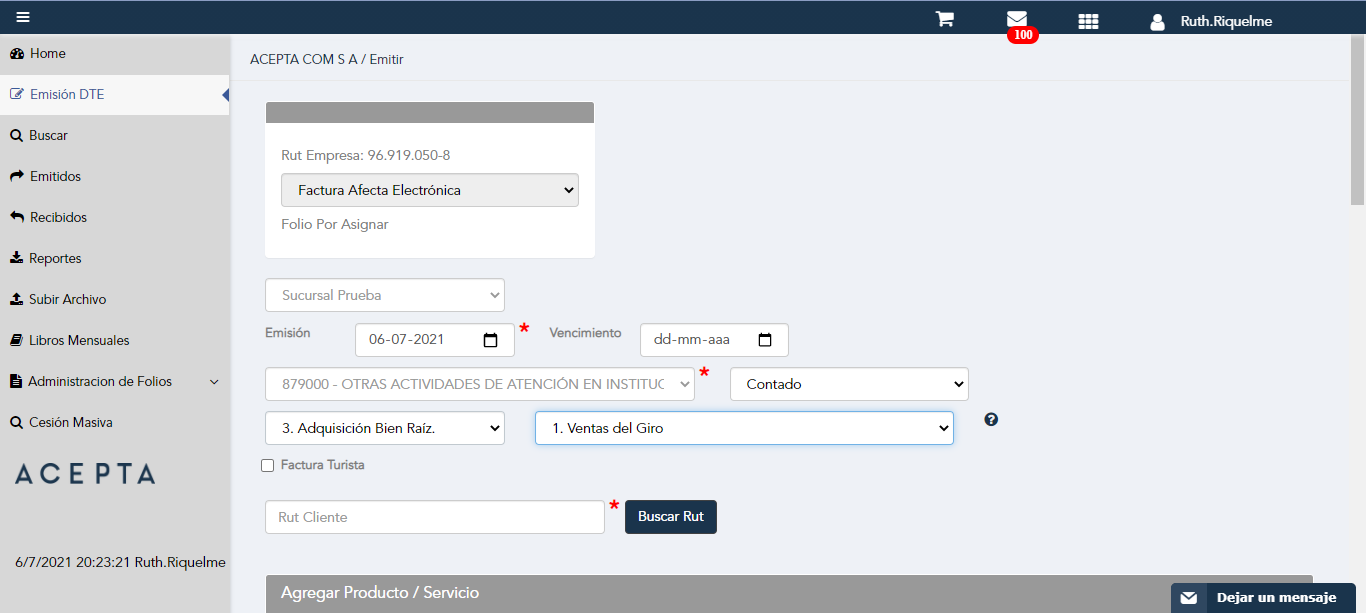 Ruth.Riquelme
100
Home
Emisión DTE
Buscar
Emitidos
Recibidos
Reportes
Subir Archivo
Libros Mensuales
Administracion de Folios
Cesión Masiva
ACEPTA
6/7/2021 20:23:21 Ruth.Riquelme
ACEPTA COM S A / Emitir
Rut Empresa: 96.919.050-8
Factura Afecta Electrónica
Folio Por Asignar
Sucursal Prueba
Emisión 06-07-2021 * Vencimiento dd-mm-aaa
879000 - OTRAS ACTIVIDADES DE ATENCIÓN EN INSTITUC * Contado
3. Adquisición Bien Raíz. 1. Ventas del Giro ?
Factura Turista
Rut Cliente * Buscar Rut
Agregar Producto / Servicio
Dejar un mensaje